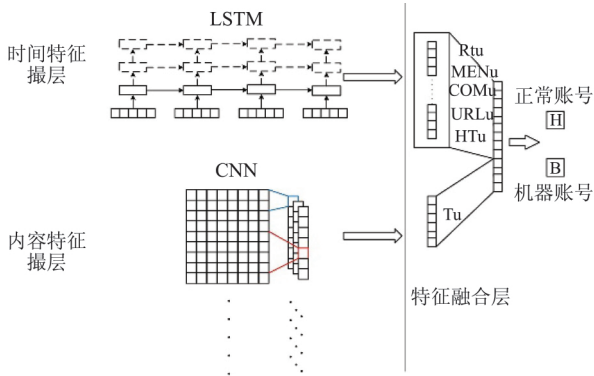 LSTM
时间特征
撮层
Rtu
MENu
COMu
URLu
HTu
正常账号
H
B
机器账号
CNN
内容特征
撮层
Tu
特征融合层